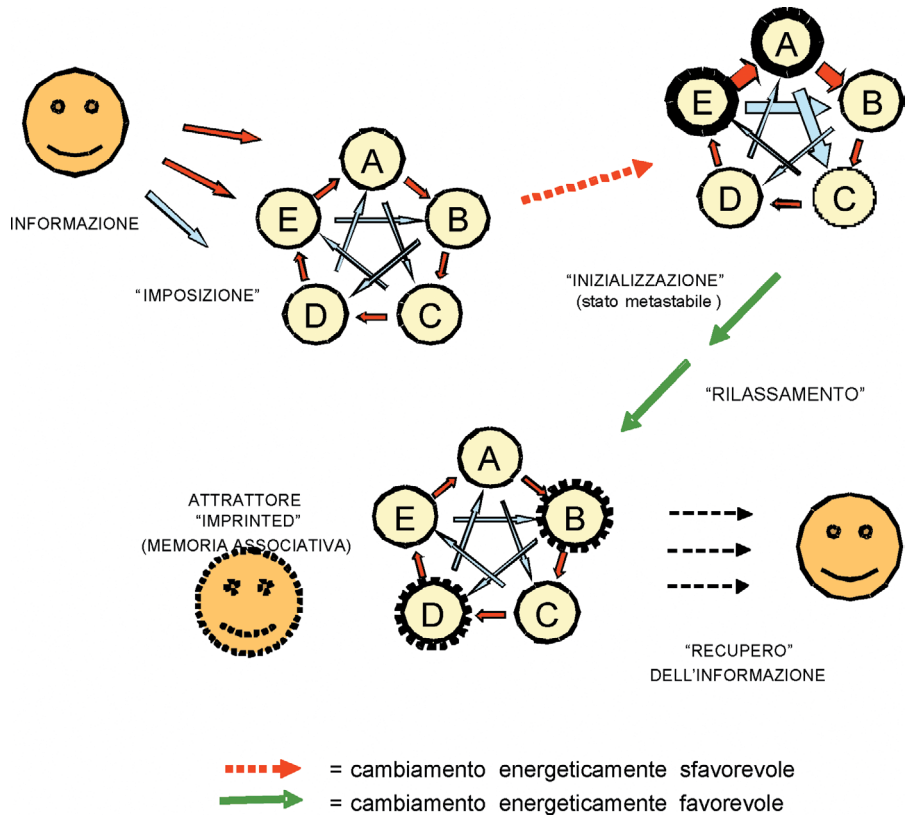 INFORMAZIONE
"IMPOSIZIONE"
A
B
C
D
E
A
B
C
D
E
"INIZIALIZZAZIONE"
(stato metastabile )
"RILASSAMENTO"
ATTRATTORE
"IMPRINTED"
(MEMORIA ASSOCIATIVA)
A
B
C
D
E
"RECUPERO"
DELL'INFORMAZIONE
= cambiamento energeticamente sfavorevole
= cambiamento energeticamente favorevole